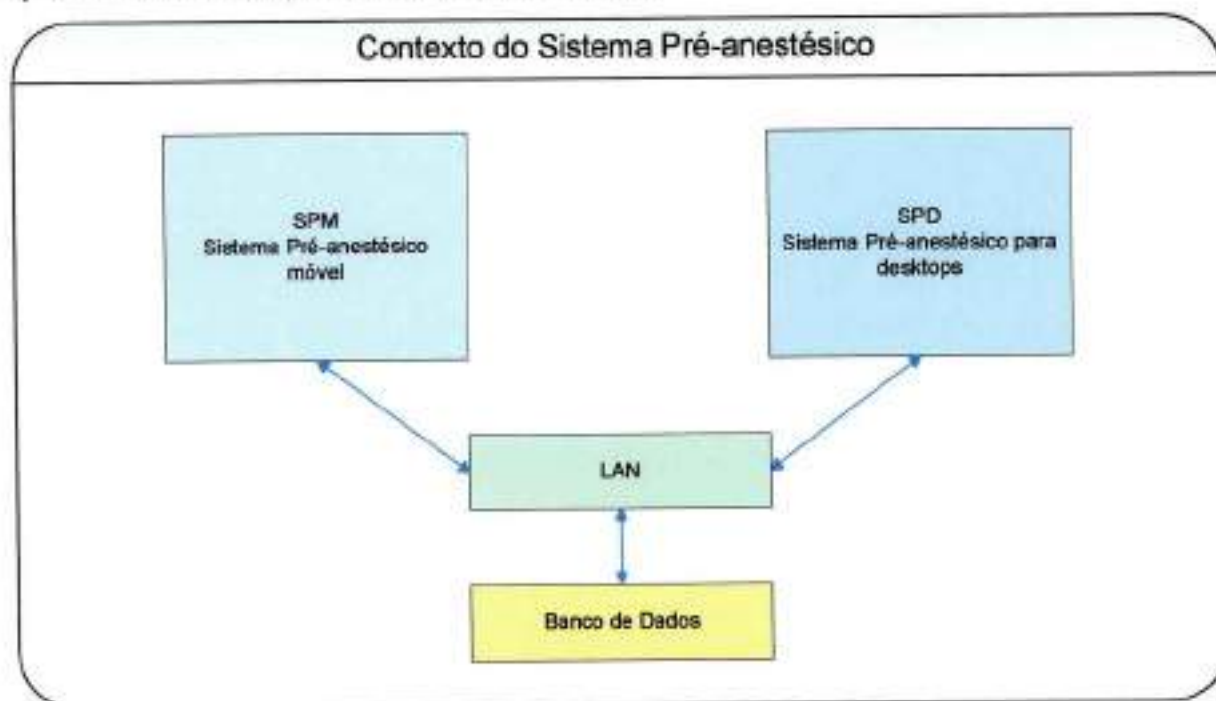 Contexto do Sistema Pré-anestésico
SPM
Sistema Pré-anestésico
móvel
SPD
Sistema Pré-anestésico para
desktops
LAN
Banco de Dados